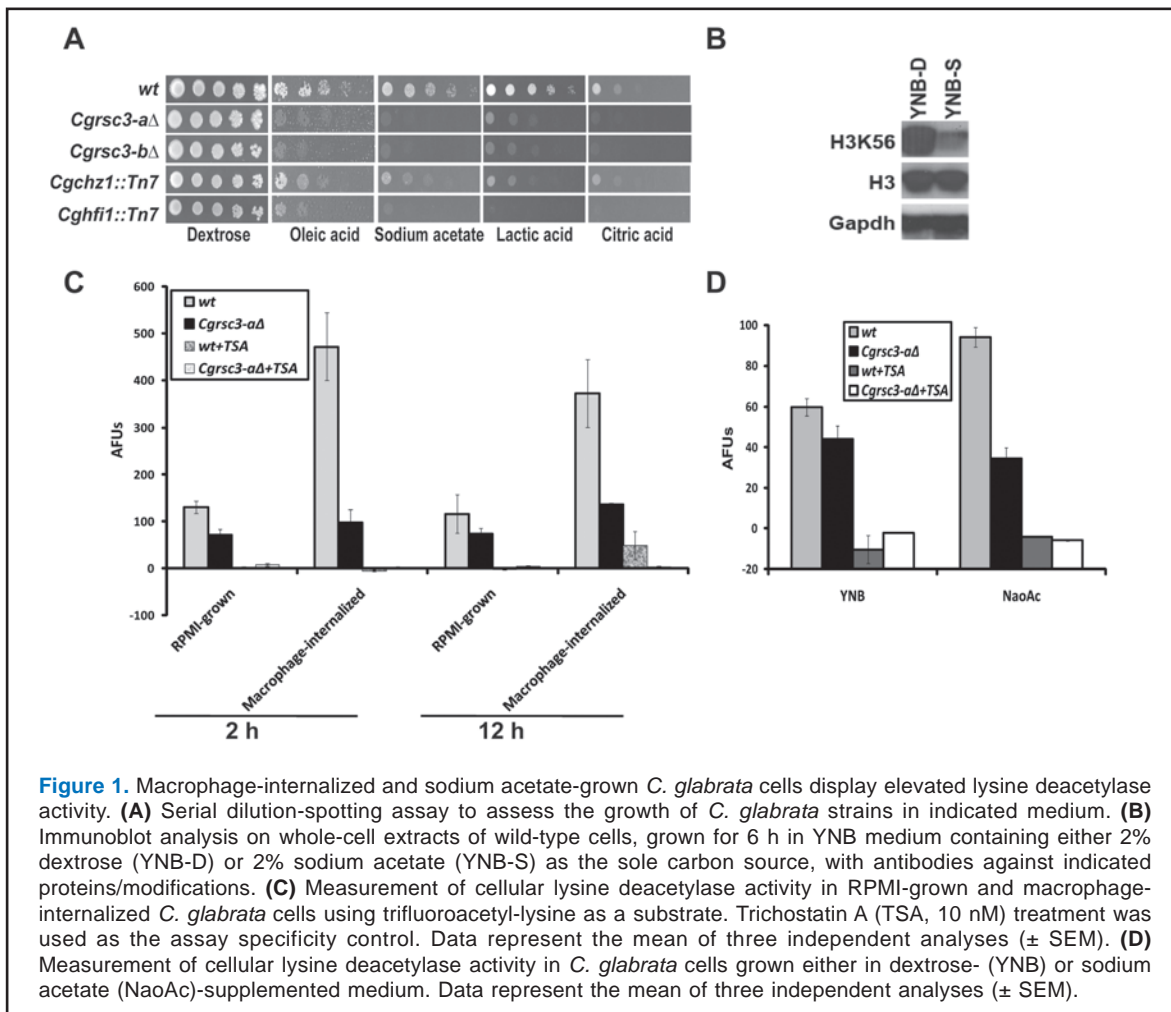 A
wt
Cgrsc3-aΔ
Cgrsc3-bΔ
Cgchz1::Tn7
Cghfi1::Tn7
Dextrose Oleic acid Sodium acetate Lactic acid Citric acid
B
YNB-D
YNB-S
H3K56
H3
Gapdh
C
AFUs
600
500
400
300
200
100
0
-100
wt
Cgrsc3-aΔ
wt+TSA
Cgrsc3-aΔ+TSA
RPMI-grown
Macrophage-internalized
RPMI-grown
Macrophage-internalized
2 h
12 h
D
AFUs
100
80
60
40
20
0
-20
wt
Cgrsc3-aΔ
wt+TSA
Cgrsc3-aΔ+TSA
YNB
NaoAc
Figure 1. Macrophage-internalized and sodium acetate-grown C. glabrata cells display elevated lysine deacetylase
activity. (A) Serial dilution-spotting assay to assess the growth of C. glabrata strains in indicated medium. (B)
Immunoblot analysis on whole-cell extracts of wild-type cells, grown for 6 h in YNB medium containing either 2%
dextrose (YNB-D) or 2% sodium acetate (YNB-S) as the sole carbon source, with antibodies against indicated
proteins/modifications. (C) Measurement of cellular lysine deacetylase activity in RPMI-grown and macrophage-
internalized C. glabrata cells using trifluoroacetyl-lysine as a substrate. Trichostatin A (TSA, 10 nM) treatment was
used as the assay specificity control. Data represent the mean of three independent analyses (± SEM). (D)
Measurement of cellular lysine deacetylase activity in C. glabrata cells grown either in dextrose- (YNB) or sodium
acetate (NaoAc)-supplemented medium. Data represent the mean of three independent analyses (± SEM).